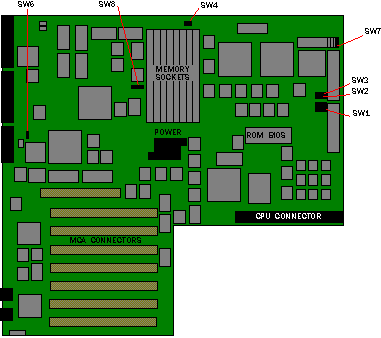 SW6
SW8
SW4
SW7
MEMORY
SOCKETS
SW3
SW2
SW1
POWER
ROM BIOS
CPU CONNECTOR
MCA CONNECTORS